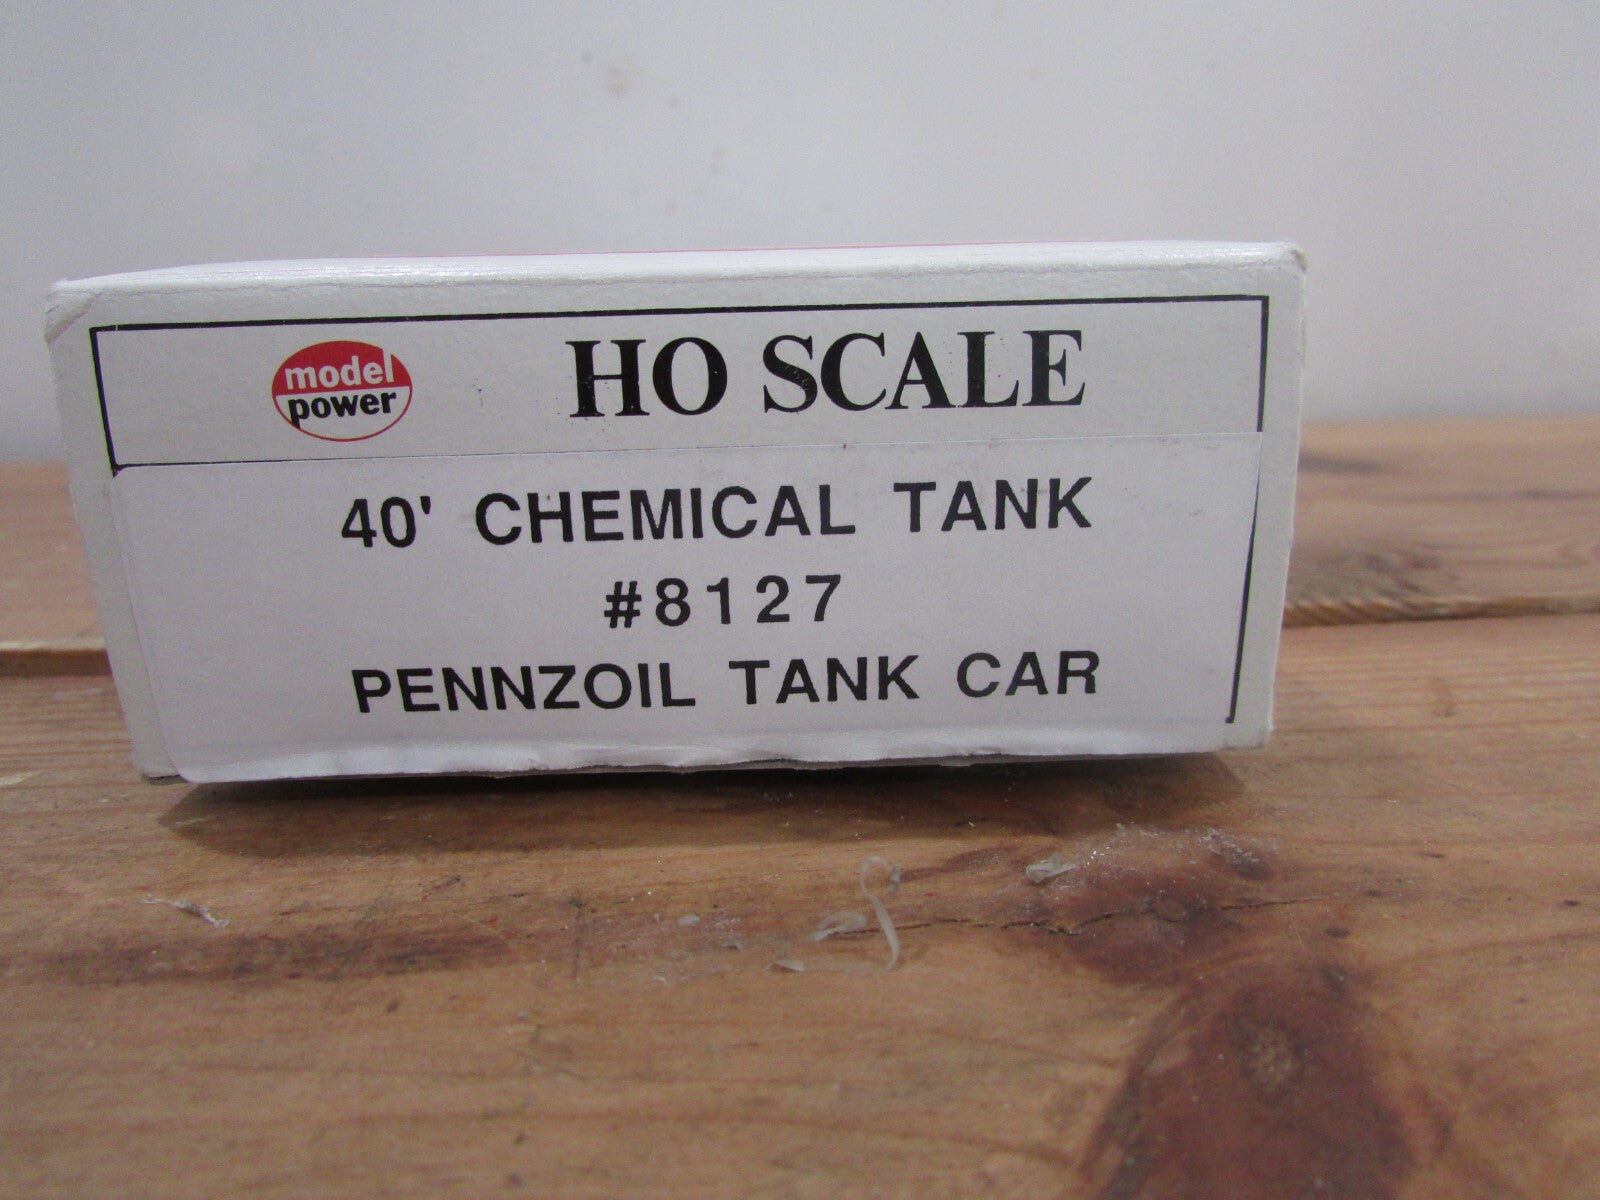 model
power
HO SCALE
40' CHEMICAL TANK
#8127
PENNZOIL TANK CAR